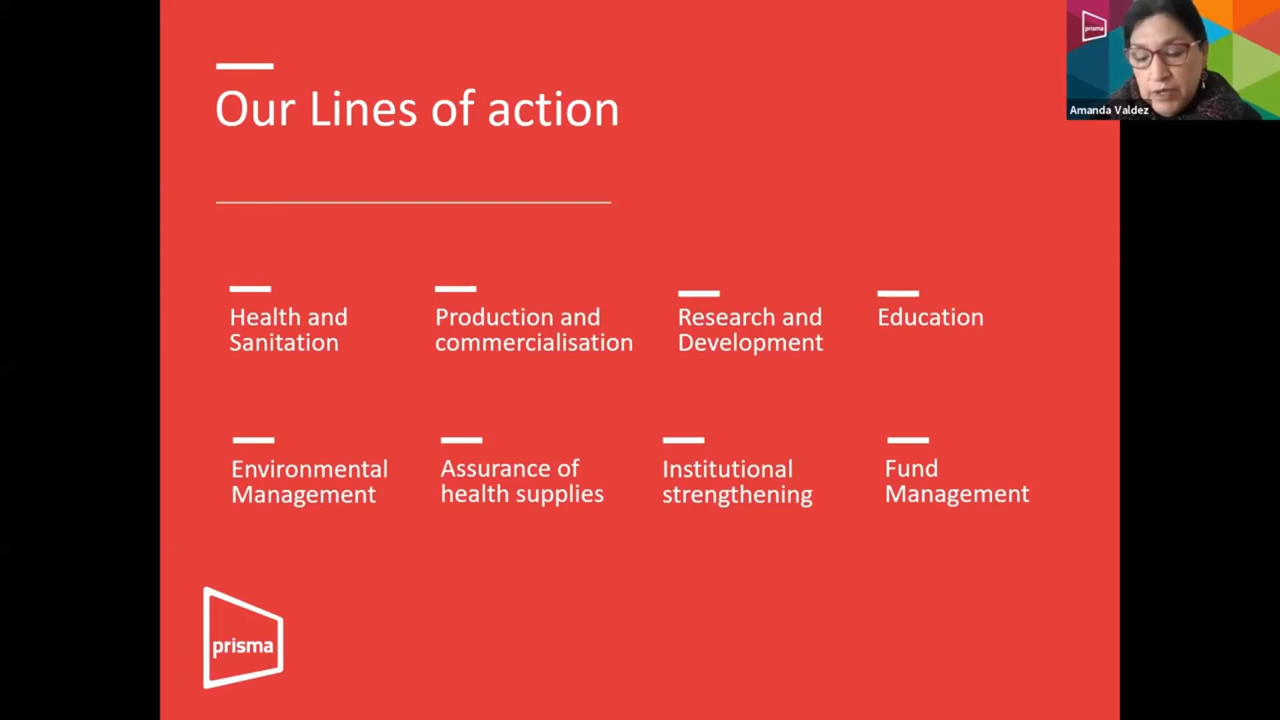 prisma
Amanda Valdez
Our Lines of action
Health and
Sanitation
Production and
commercialisation
Research and
Development
Education
Environmental
Management
Assurance of
health supplies
Institutional
strengthening
Fund
Management
prisma